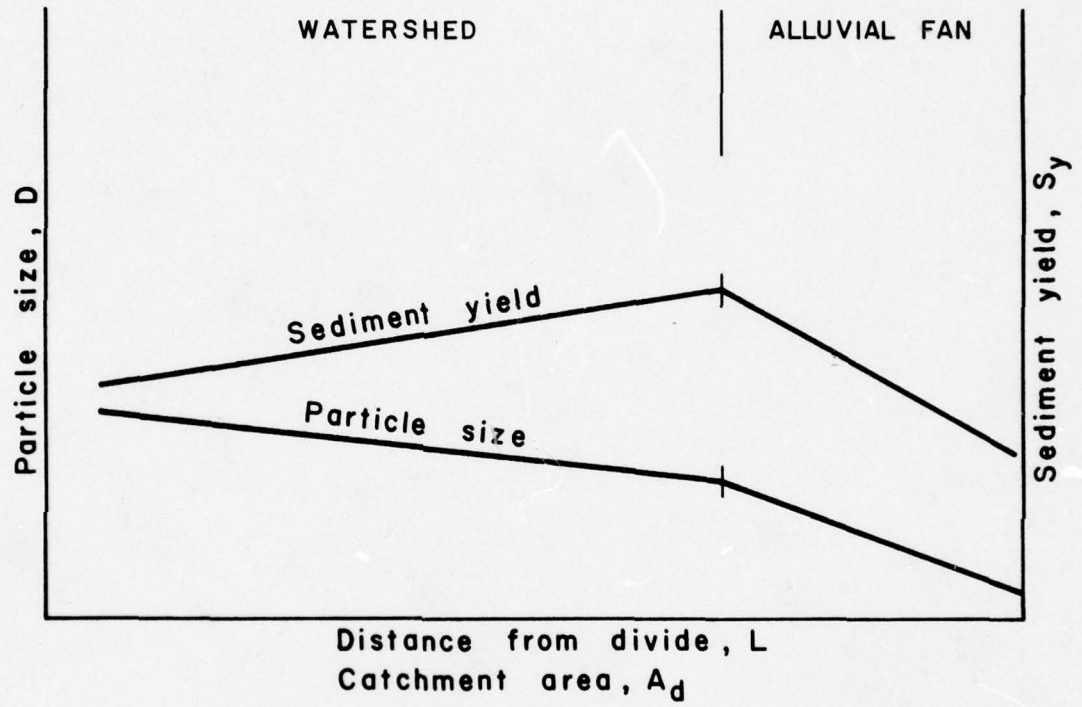 WATERSHED
ALLUVIAL FAN
Particle size, D
Sediment yield, Sy
Sediment yield
Particle size
Distance from divide, L
Catchment area, Ad